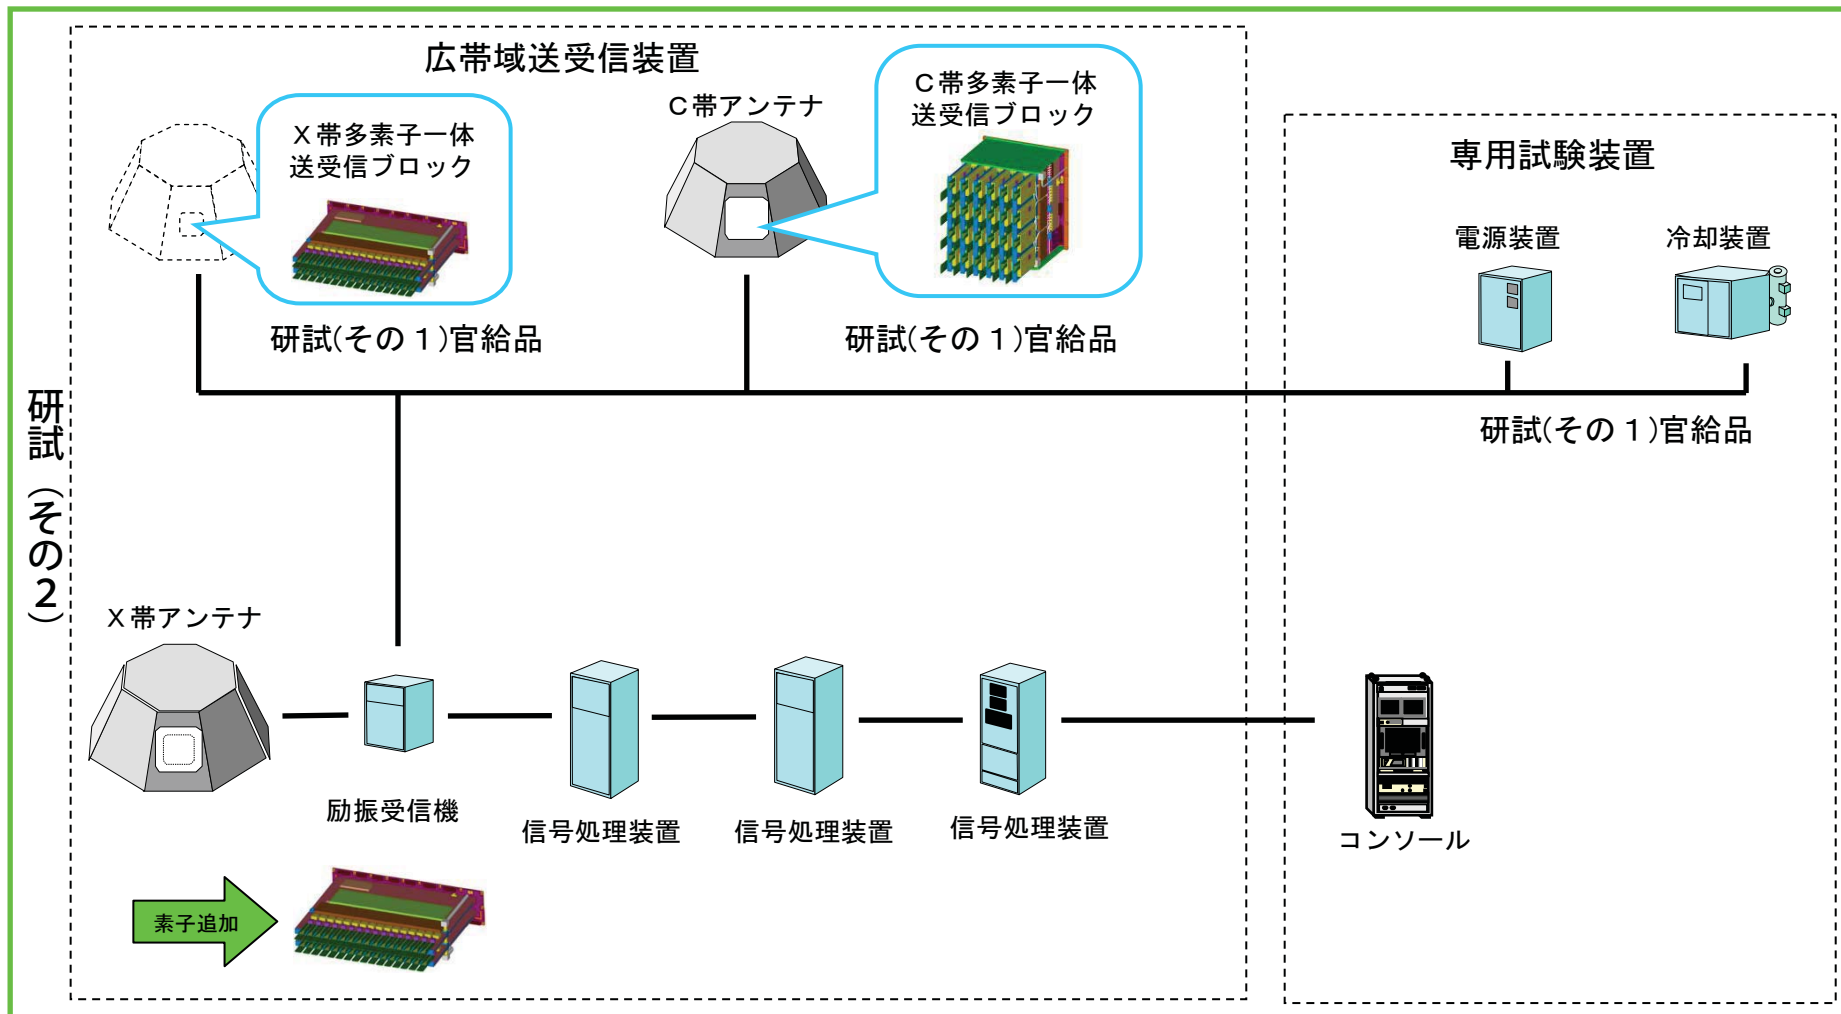 広帯域送受信装置
X帯多素子一体
送受信ブロック
C帯アンテナ
C帯多素子一体
送受信ブロック
研試(その1)官給品
研試(その1)官給品
専用試験装置
電源装置
冷却装置
研試(その1)官給品
研試(その2)
X帯アンテナ
励振受信機
信号処理装置
信号処理装置
信号処理装置
コンソール
素子追加